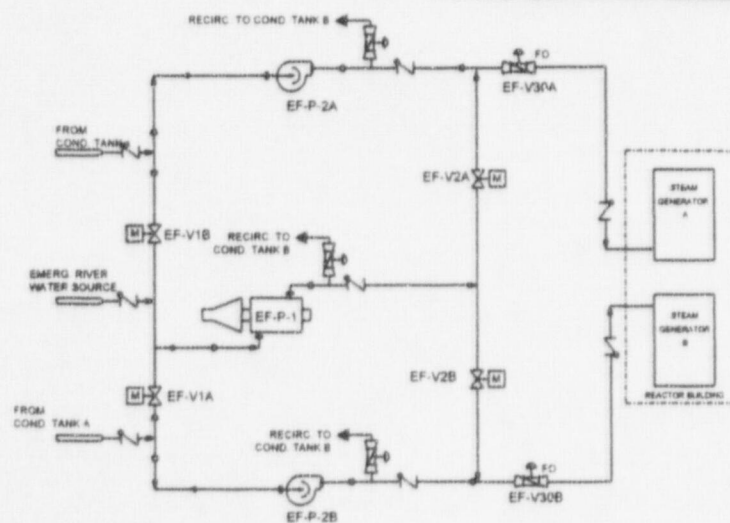 RECIRC TO COND TANK B
FO
EF-V30A
EF-P-2A
FROM
COND TANK
EF-V2A
M
M
EF-V1B
RECIRC TO
COND TANK B
STEAM
GENERATOR
A
EMERG RIVER
WATER SOURCE
EF-P-1
STEAM
GENERATOR
B
EF-V2B
M
M
EF-V1A
REACTOR BUILDING
FROM
COND TANK A
RECIRC TO
COND TANK B
FO
EF-V30B
EF-P-2B